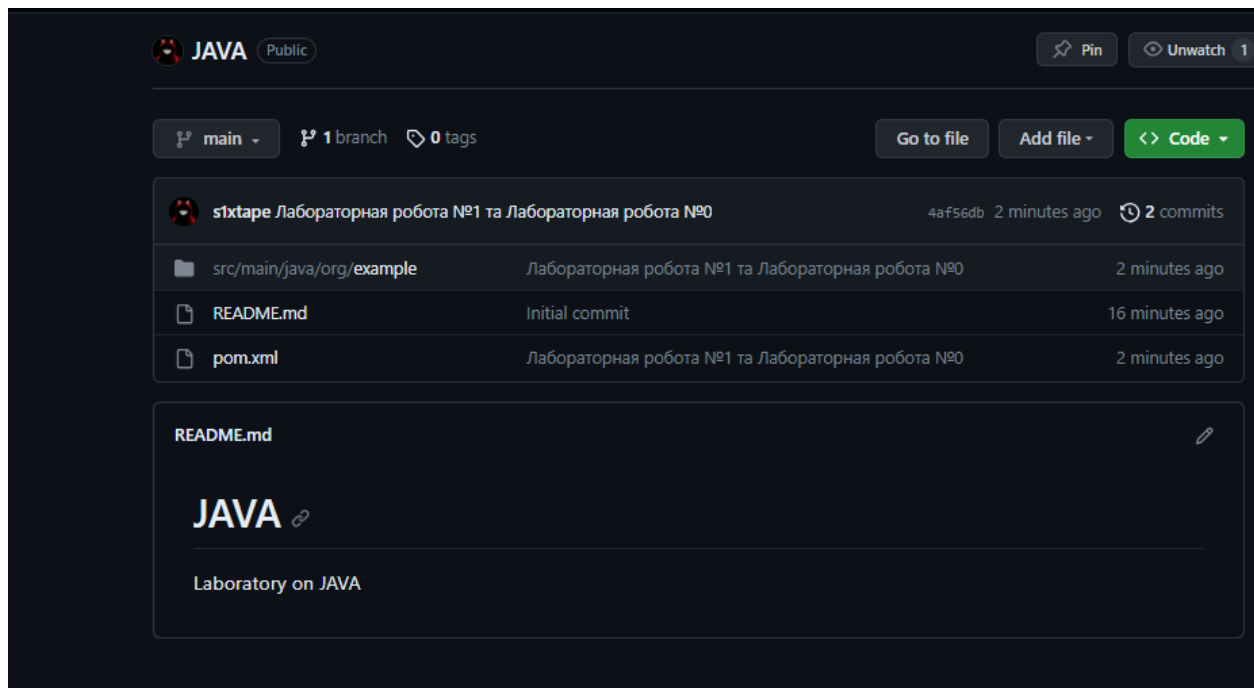 JAVA Public Pin Unwatch 1
main 1 branch 0 tags Go to file Add file Code
s1xtape Лабораторная робота №1 та Лабораторная робота №0 4af56db 2 minutes ago 2 commits
src/main/java/org/example Лабораторная робота №1 та Лабораторная робота №0 2 minutes ago
README.md Initial commit 16 minutes ago
pom.xml Лабораторная робота №1 та Лабораторная робота №0 2 minutes ago
README.md
JAVA
Laboratory on JAVA